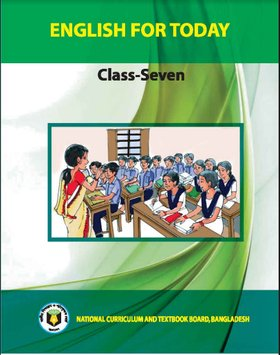 ENGLISH FOR TODAY
Class-Seven
NATIONAL CURRICULUM AND TEXTBOOK BOARD, BANGLADESH